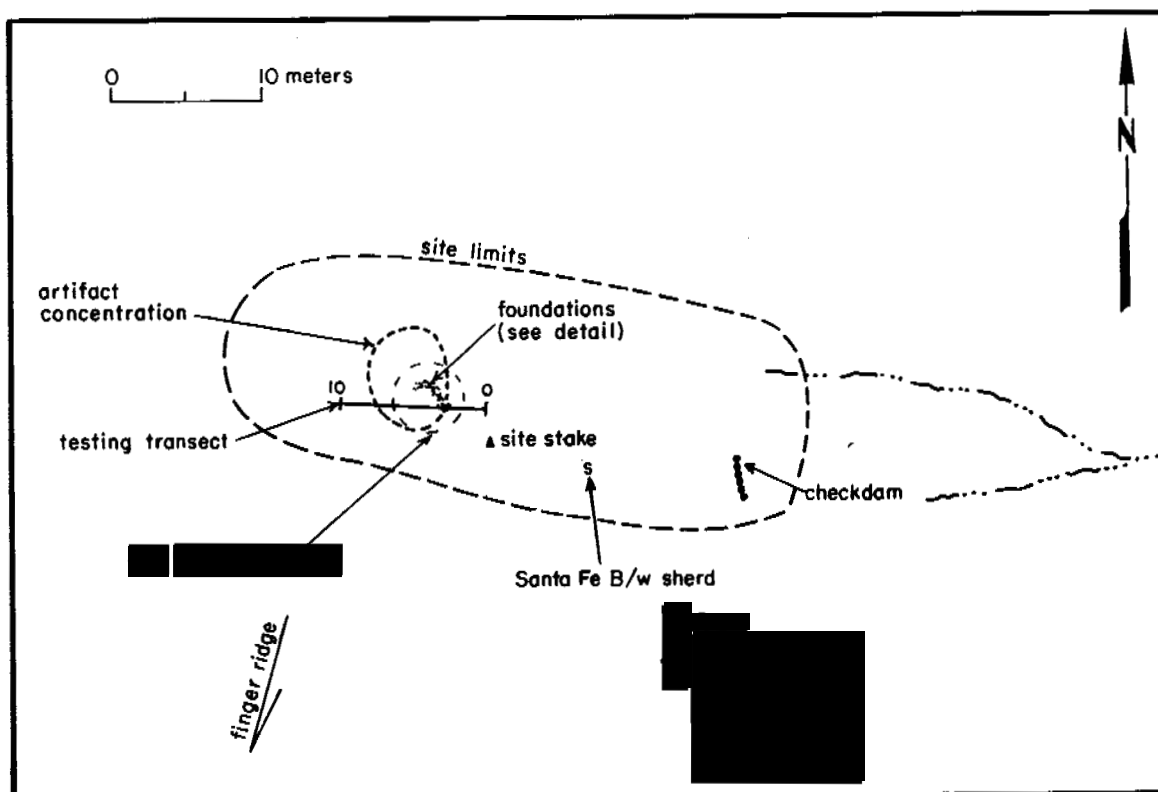 0 10 meters
N
site limits
artifact
concentration
foundations
(see detail)
10 0
testing transect
▲ site stake
s
checkdam
Santa Fe B/w sherd
finger ridge